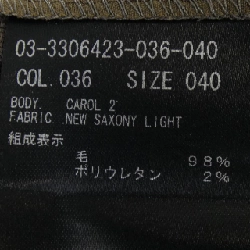 03-3306423-036-040
COL. 036 SIZE 040
BODY. CAROL 2
FABRIC. NEW SAXONY LIGHT
組成表示
毛 98%
ポリウレタン 2%